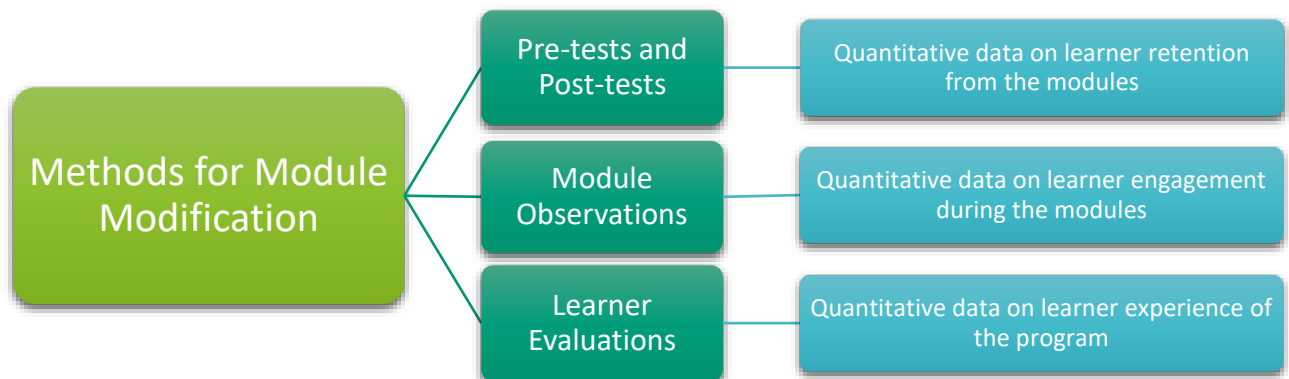 Methods for Module
Modification
Pre-tests and
Post-tests
Quantitative data on learner retention
from the modules
Module
Observations
Quantitative data on learner engagement
during the modules
Learner
Evaluations
Quantitative data on learner experience of
the program